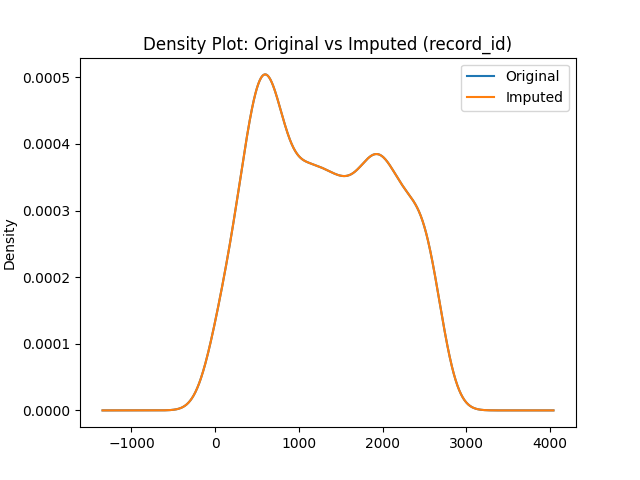 Density Plot: Original vs Imputed (record_id)
Original
Imputed
Density
0.0005
0.0004
0.0003
0.0002
0.0001
0.0000
−1000 0 1000 2000 3000 4000